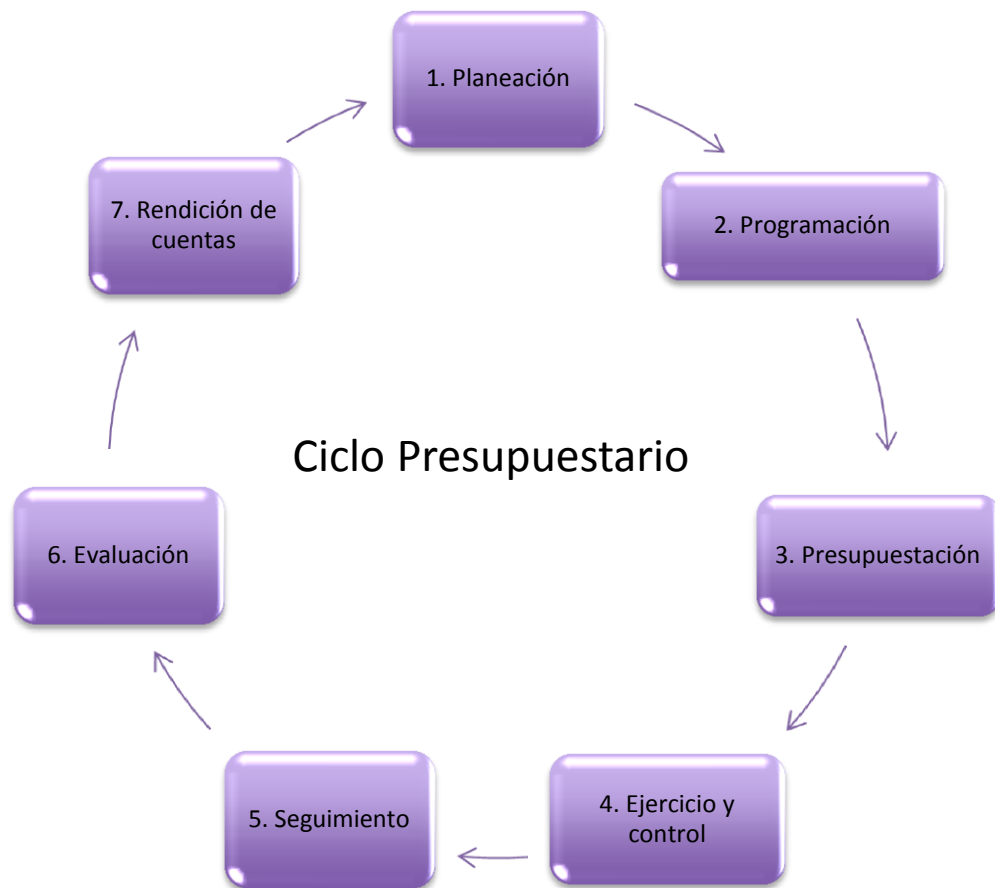 1. Planeación
2. Programación
3. Presupuestación
4. Ejercicio y
control
5. Seguimiento
6. Evaluación
7. Rendición de
cuentas
Ciclo Presupuestario